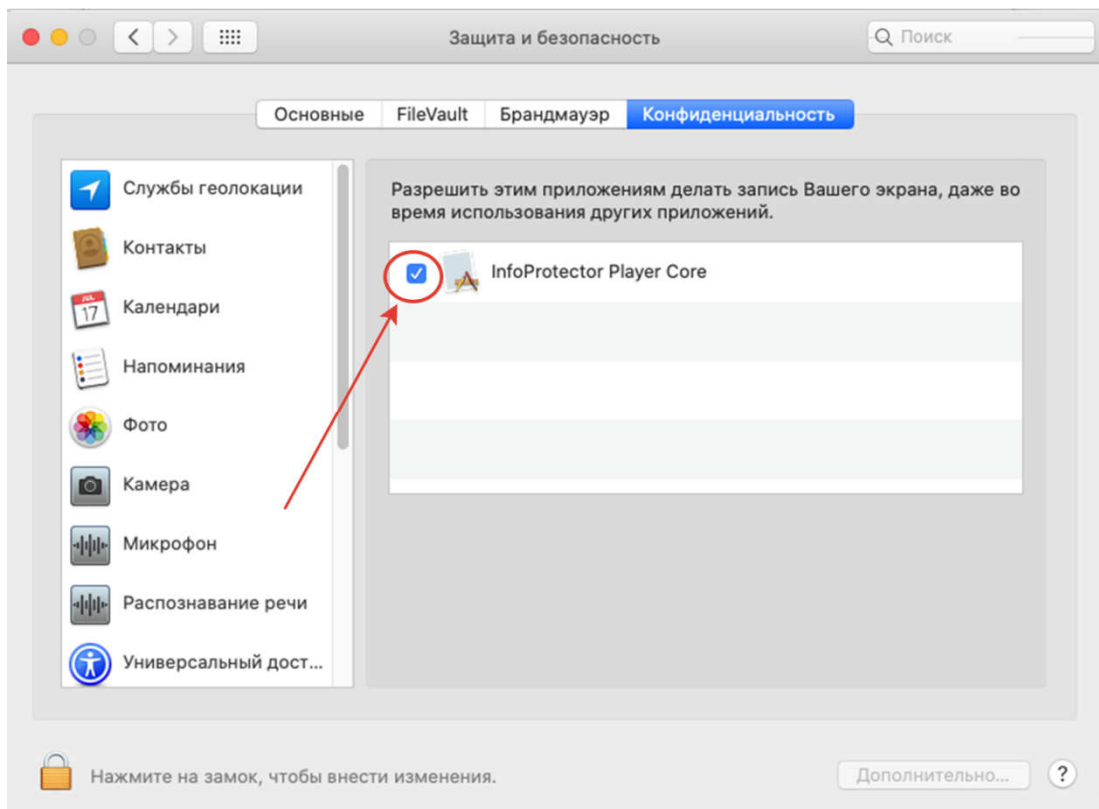 Защита и безопасность
Поиск
Основные
FileVault
Брандмауэр
Конфиденциальность
Службы геолокации
Контакты
JUL
17
Календари
Напоминания
Фото
Камера
Микрофон
Распознавание речи
Универсальный дост...
Разрешить этим приложениям делать запись Вашего экрана, даже во
время использования других приложений.
InfoProtector Player Core
Нажмите на замок, чтобы внести изменения.
Дополнительно...
?